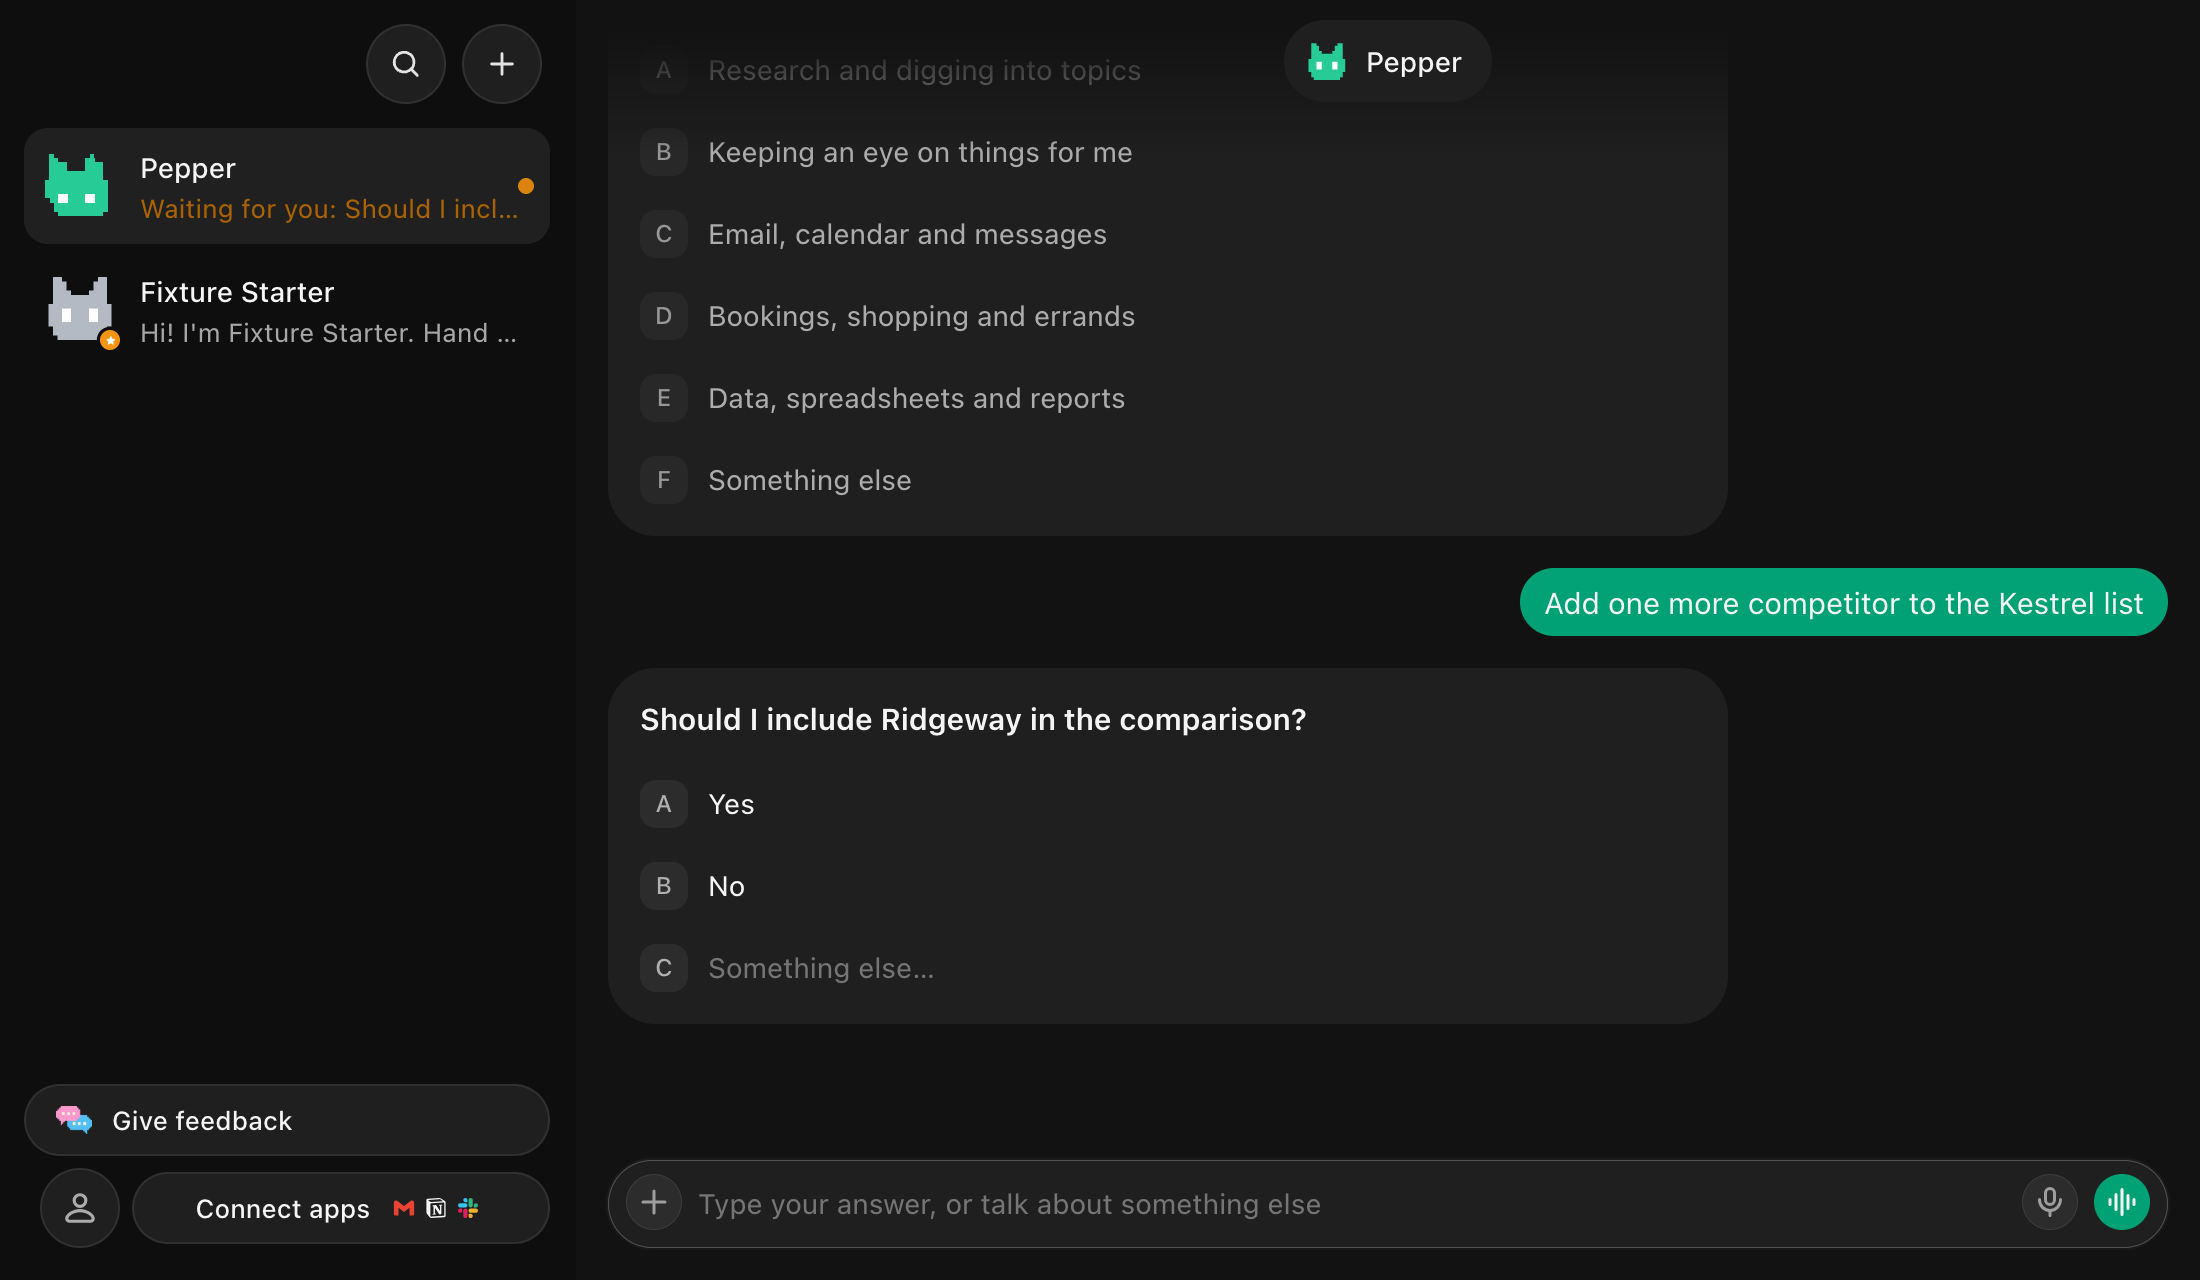 Pepper
Waiting for you: Should I incl...
Fixture Starter
Hi! I'm Fixture Starter. Hand ...
Give feedback
Connect apps
Pepper
A Research and digging into topics
B Keeping an eye on things for me
C Email, calendar and messages
D Bookings, shopping and errands
E Data, spreadsheets and reports
F Something else
Add one more competitor to the Kestrel list
Should I include Ridgeway in the comparison?
A Yes
B No
C Something else...
Type your answer, or talk about something else